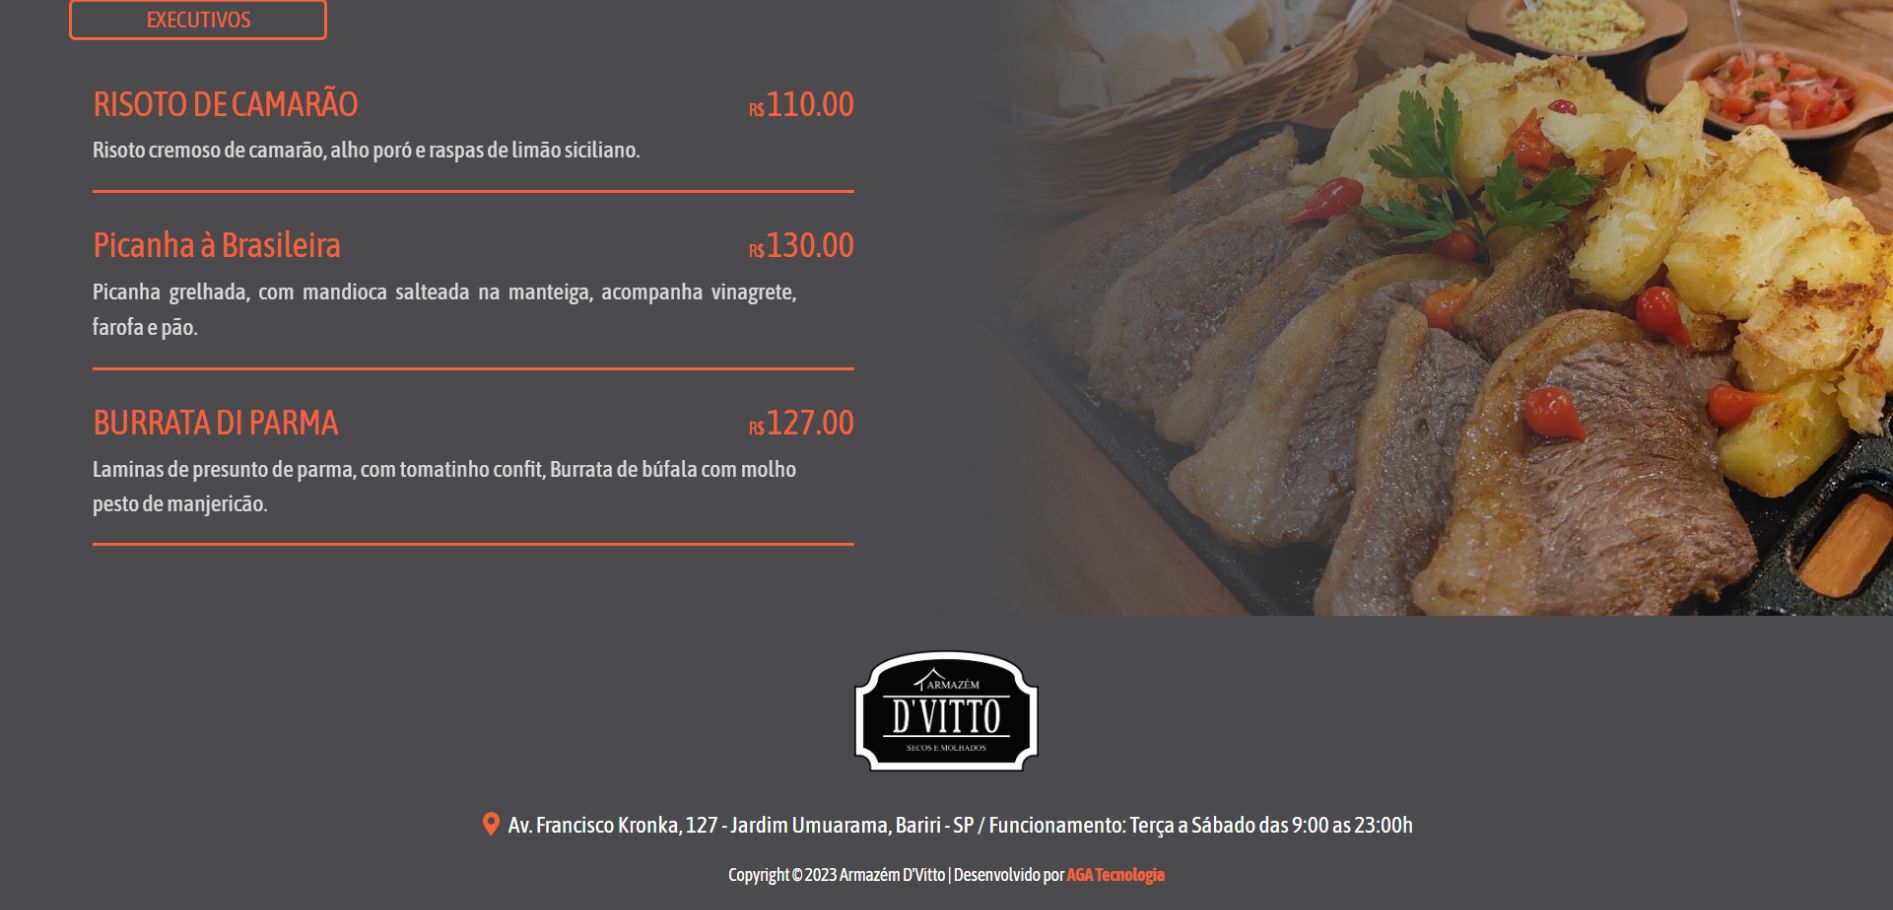 EXECUTIVOS
RISOTO DE CAMARÃO R$110.00
Risoto cremoso de camarão, alho poró e raspas de limão siciliano.
Picanha à Brasileira R$130.00
Picanha grelhada, com mandioca salteada na manteiga, acompanha vinagrete,
farofa e pão.
BURRATA DI PARMA R$127.00
Laminas de presunto de parma, com tomatinho confit, Burrata de búfala com molho
pesto de manjericão.
ARMAZÉM
D'VITTO
SECOS E MOLHADOS
Av. Francisco Kronka, 127 - Jardim Umuarama, Bariri - SP / Funcionamento: Terça a Sábado das 9:00 as 23:00h
Copyright © 2023 Armazém D'Vitto | Desenvolvido por AGA Tecnologia